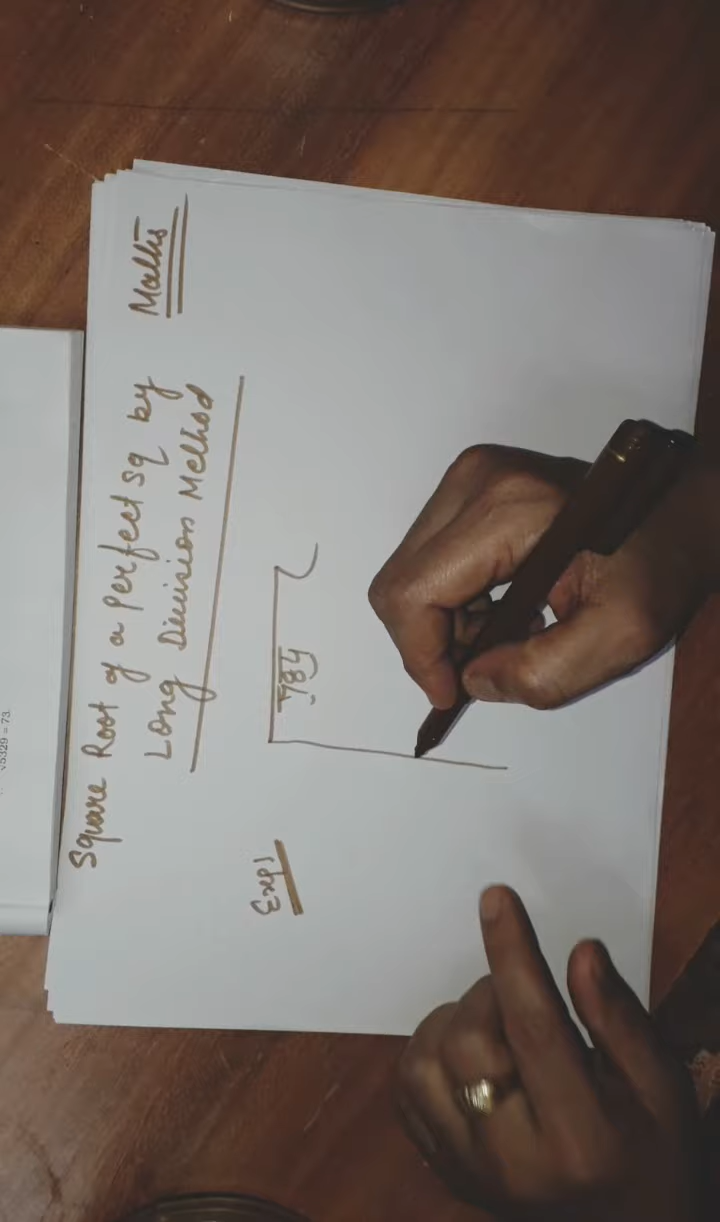 Maths
Square Root of a perfect sq by
Long Division Method
Exp1
784
√5329 = 73.